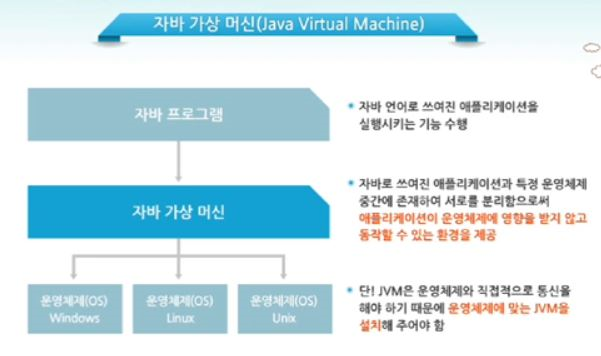 자바 가상 머신(Java Virtual Machine)
자바 프로그램
* 자바 언어로 쓰여진 애플리케이션을
실행시키는 기능 수행
자바 가상 머신
* 자바로 쓰여진 애플리케이션과 특정 운영체제
중간에 존재하여 서로를 분리함으로써
애플리케이션이 운영체제에 영향을 받지 않고
동작할 수 있는 환경을 제공
운영체제(OS)
Windows
운영체제(OS)
Linux
운영체제(OS)
Unix
* 단! JVM은 운영체제와 직접적으로 통신을
해야 하기 때문에 운영체제에 맞는 JVM을
설치해 주어야 함